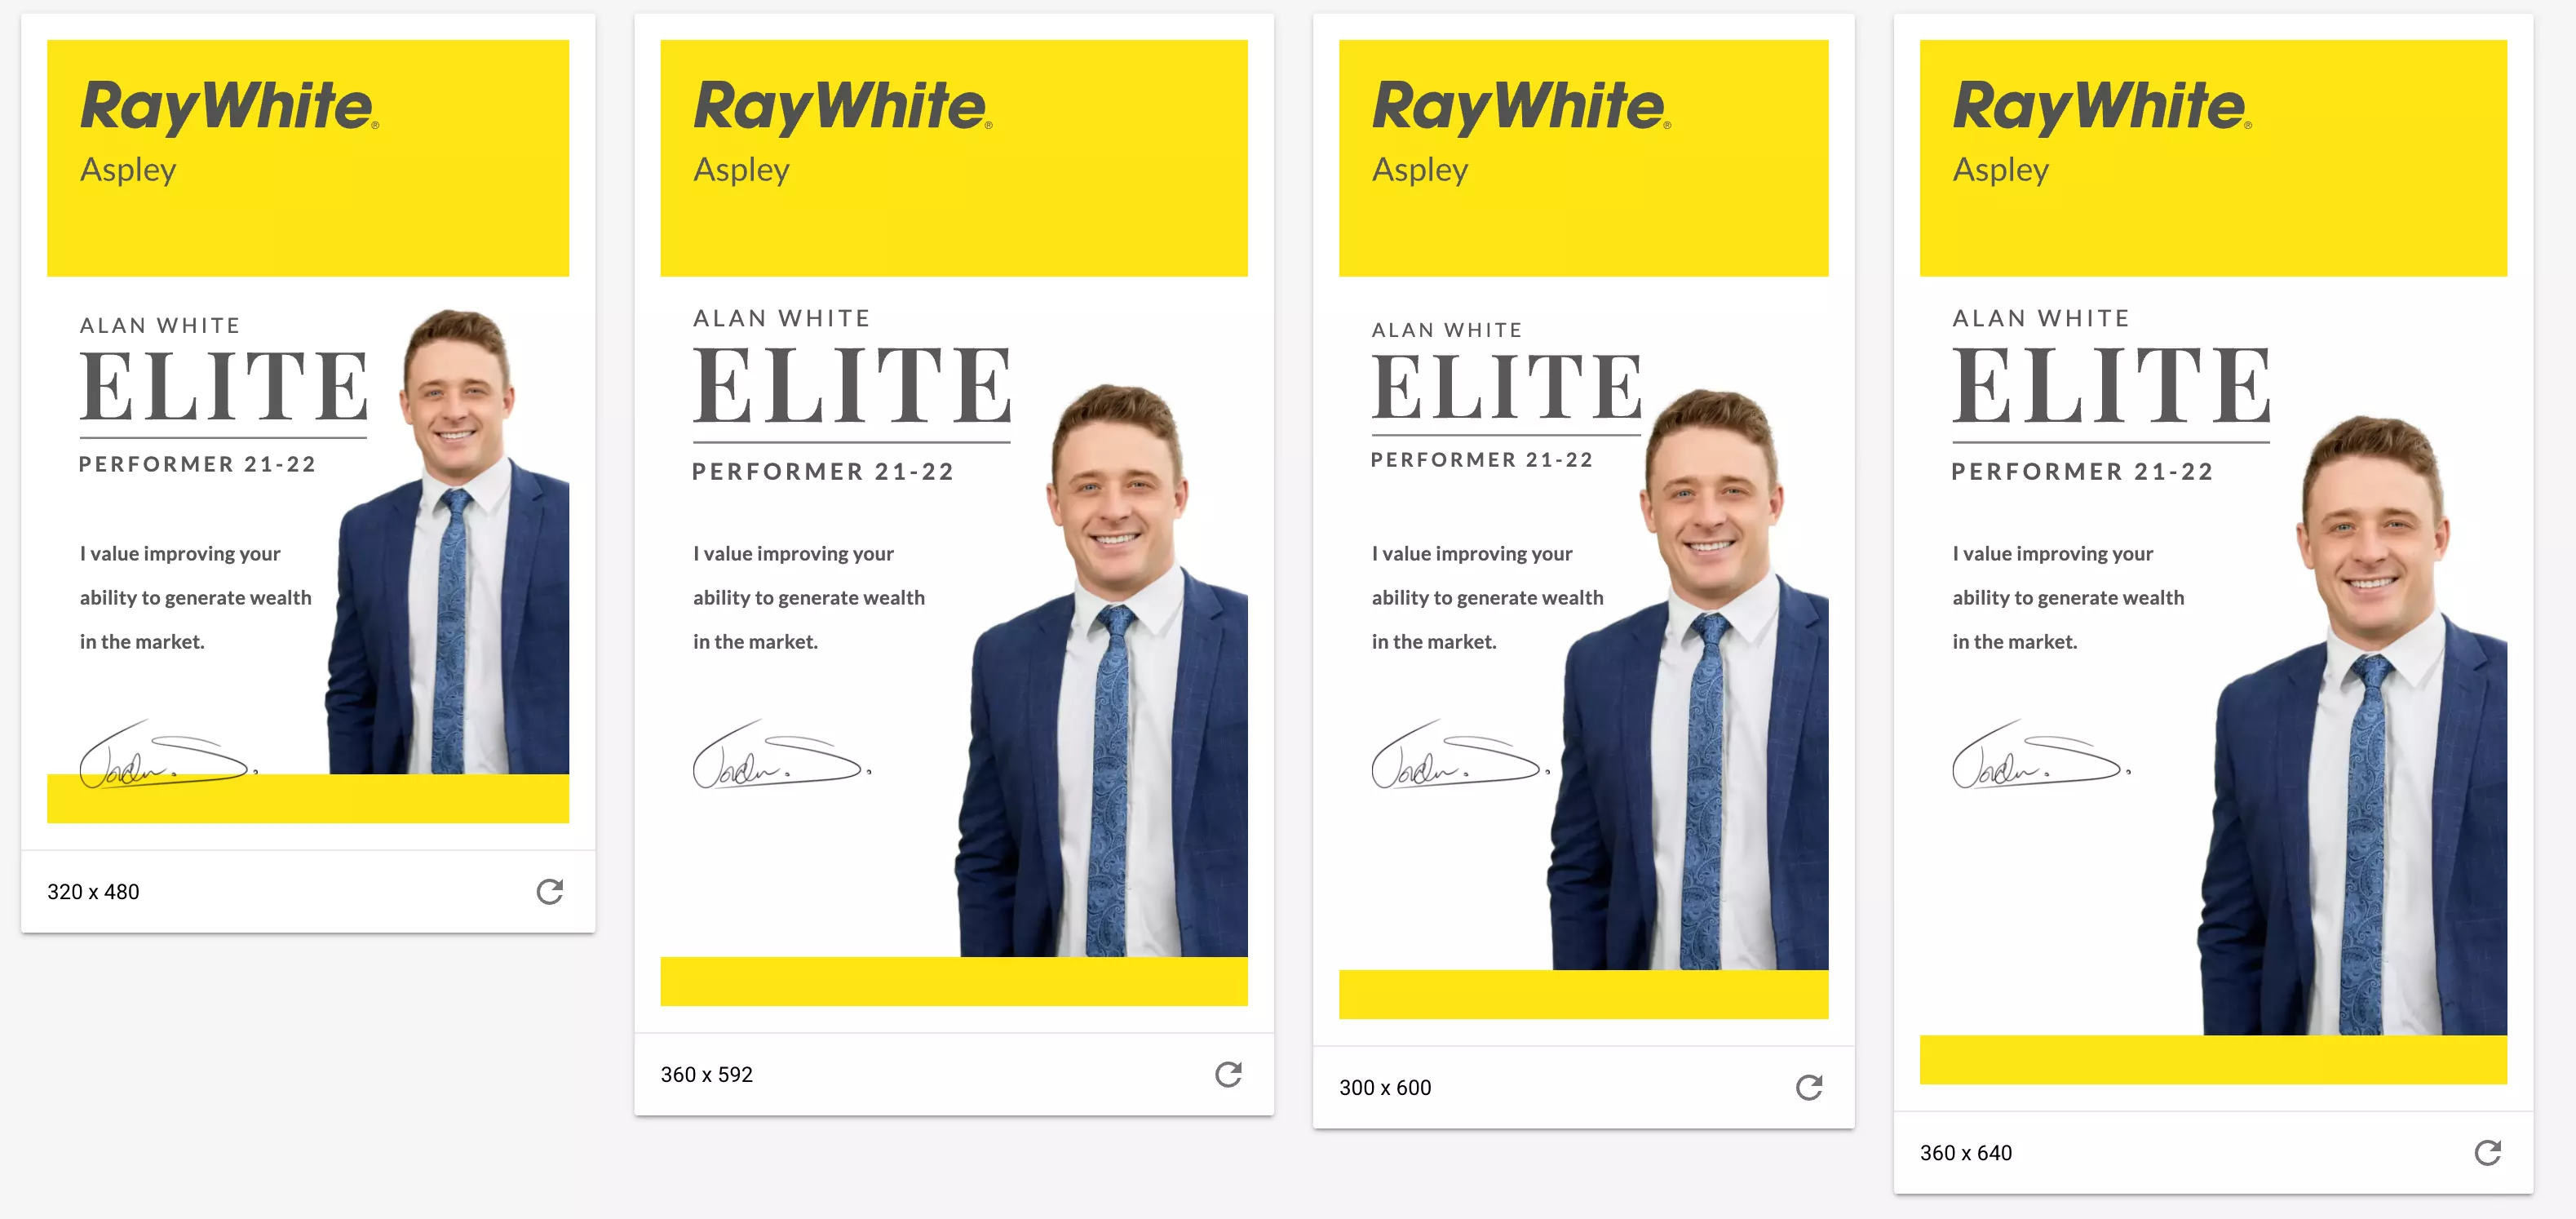 RayWhite®
Aspley
ALAN WHITE
ELITE
PERFORMER 21-22
I value improving your
ability to generate wealth
in the market.
320 x 480
RayWhite®
Aspley
ALAN WHITE
ELITE
PERFORMER 21-22
I value improving your
ability to generate wealth
in the market.
360 x 592
RayWhite®
Aspley
ALAN WHITE
ELITE
PERFORMER 21-22
I value improving your
ability to generate wealth
in the market.
300 x 600
RayWhite®
Aspley
ALAN WHITE
ELITE
PERFORMER 21-22
I value improving your
ability to generate wealth
in the market.
360 x 640